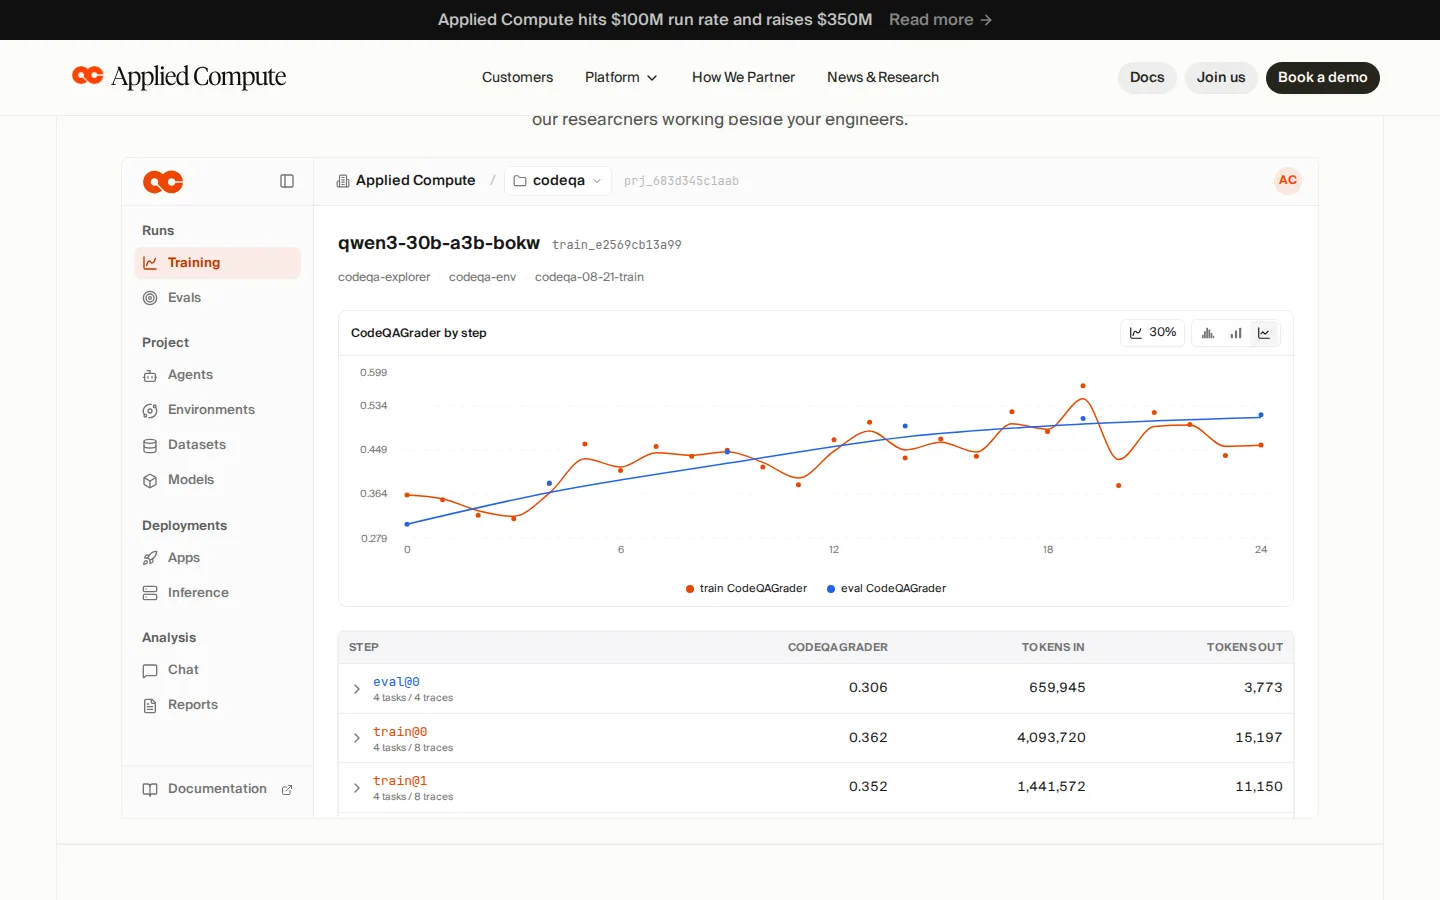 Applied Compute hits $100M run rate and raises $350M Read more →
Applied Compute
Customers Platform How We Partner News & Research Docs Join us Book a demo
our researchers working beside your engineers.
Applied Compute / codeqa prj_683d345c1aab AC
Runs
Training
Evals
Project
Agents
Environments
Datasets
Models
Deployments
Apps
Inference
Analysis
Chat
Reports
Documentation
qwen3-30b-a3b-bokw train_e2569cb13a99
codeqa-explorer codeqa-env codeqa-08-21-train
CodeQAGrader by step 30%
0.599
0.534
0.449
0.364
0.279
0 6 12 18 24
train CodeQAGrader eval CodeQAGrader
STEP CODEQAGRADER TOKENS IN TOKENS OUT
eval@0 0.306 659,945 3,773
4 tasks / 4 traces
train@0 0.362 4,093,720 15,197
4 tasks / 8 traces
train@1 0.352 1,441,572 11,150
4 tasks / 8 traces